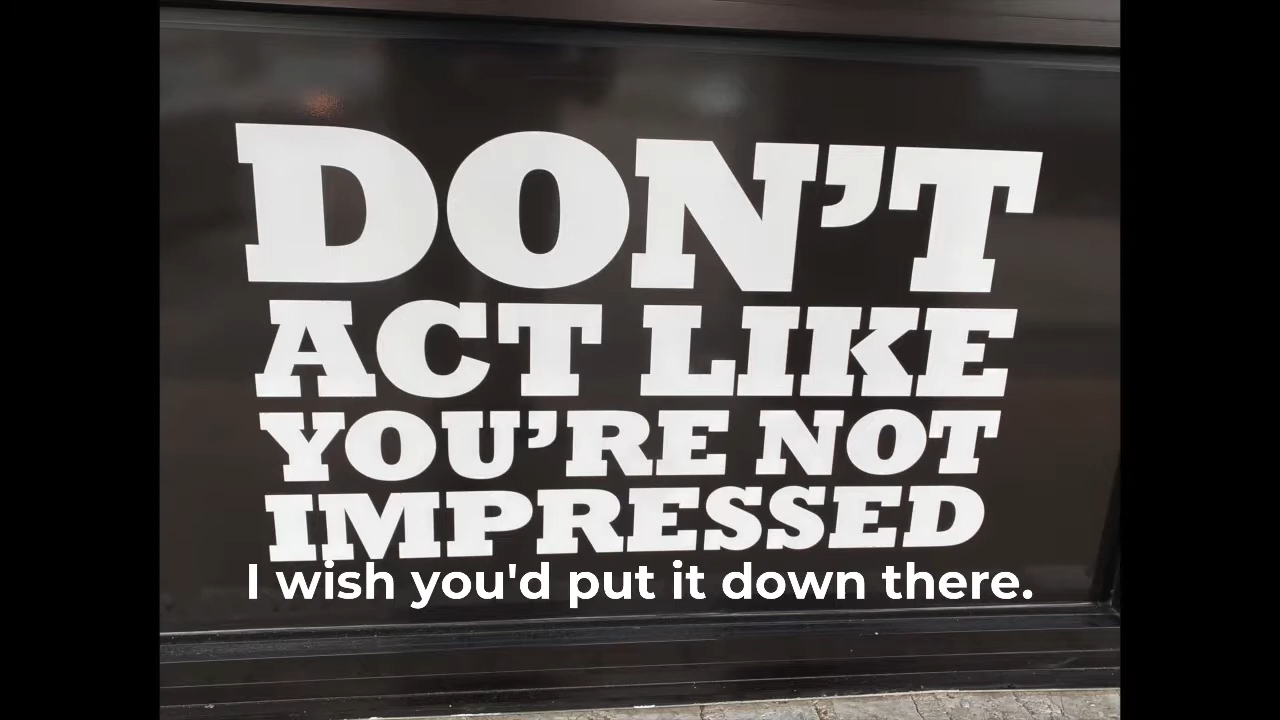 DON'T
ACT LIKE
YOU'RE NOT
IMPRESSED
I wish you'd put it down there.